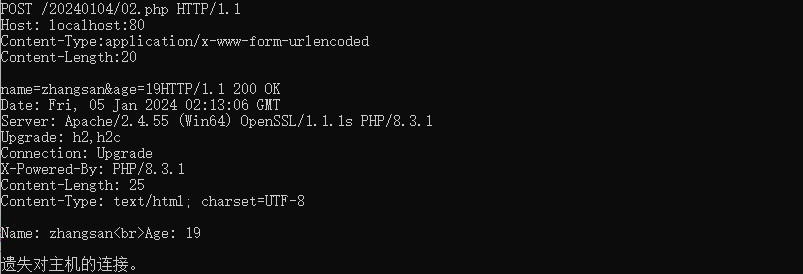 POST /20240104/02.php HTTP/1.1
Host: localhost:80
Content-Type:application/x-www-form-urlencoded
Content-Length:20

name=zhangsan&age=19HTTP/1.1 200 OK
Date: Fri, 05 Jan 2024 02:13:06 GMT
Server: Apache/2.4.55 (Win64) OpenSSL/1.1.1s PHP/8.3.1
Upgrade: h2,h2c
Connection: Upgrade
X-Powered-By: PHP/8.3.1
Content-Length: 25
Content-Type: text/html; charset=UTF-8

Name: zhangsan<br>Age: 19

遗失对主机的连接。